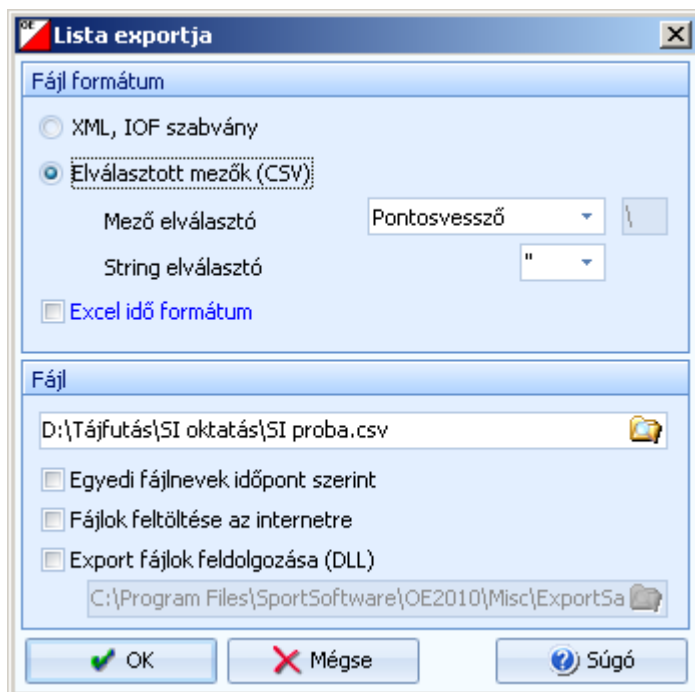 OE Lista exportja
Fájl formátum
XML, IOF szabvány
Elválasztott mezők (CSV)
Mező elválasztó Pontosvessző \
String elválasztó "
Excel idő formátum
Fájl
D:\Tájfutás\SI oktatás\SI proba.csv
Egyedi fájlnevek időpont szerint
Fájlok feltöltése az internetre
Export fájlok feldolgozása (DLL)
C:\Program Files\SportSoftware\OE2010\Misc\ExportSa
OK Mégse Súgó